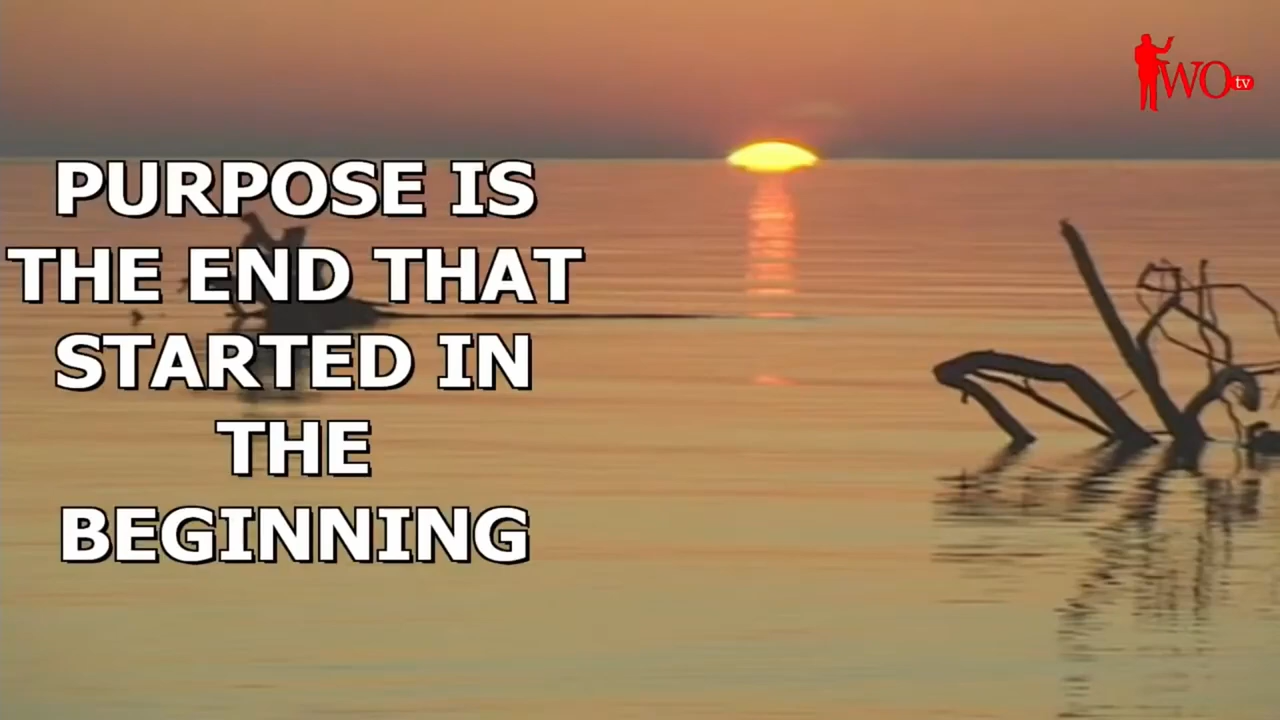 PURPOSE IS
THE END THAT
STARTED IN
THE
BEGINNING
WO tv